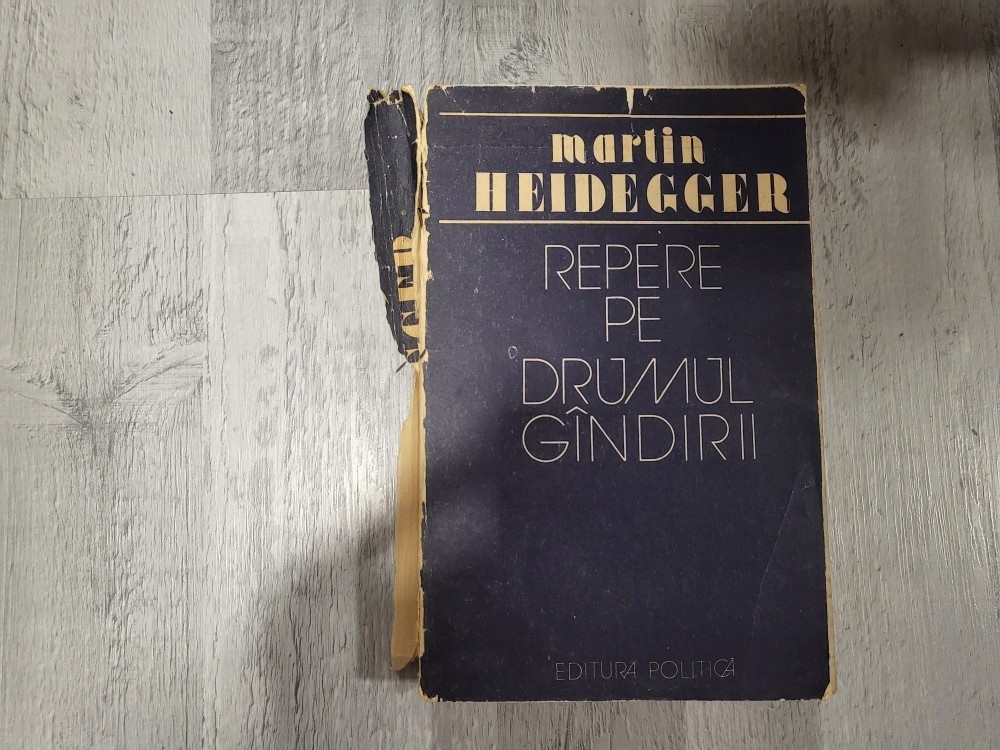 martin
HEIDEGGER
REPERE
PE
DRUMUL
GÎNDIRII
EDITURA POLITICĂ